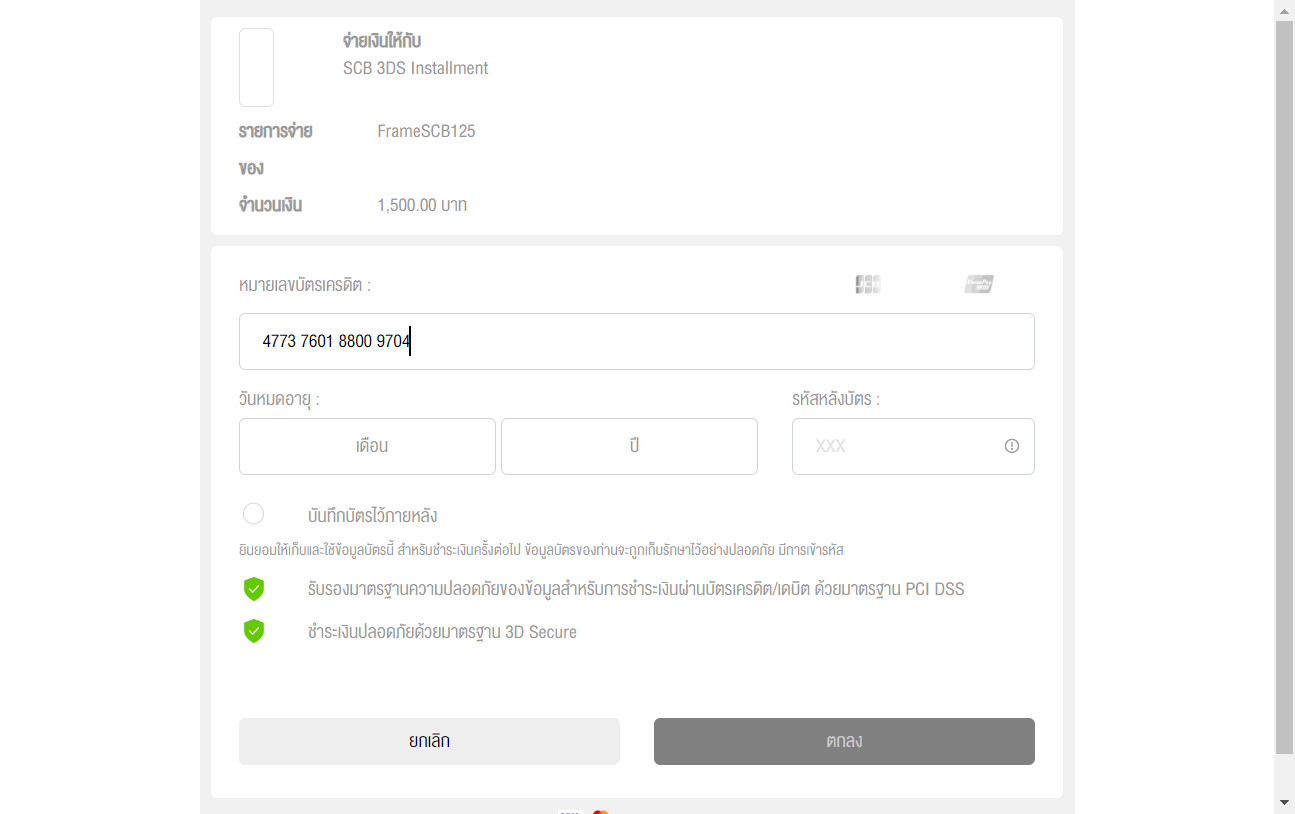 จ่ายเงินให้กับ
SCB 3DS Installment
รายการจ่าย FrameSCB125
ของ
จำนวนเงิน 1,500.00 บาท
หมายเลขบัตรเครดิต :
JCB
4773 7601 8800 9704
วันหมดอายุ : รหัสหลังบัตร :
เดือน ปี XXX
บันทึกบัตรไว้ภายหลัง
ยินยอมให้เก็บและใช้ข้อมูลบัตรนี้ สำหรับชำระเงินครั้งต่อไป ข้อมูลบัตรของท่านจะถูกเก็บรักษาไว้อย่างปลอดภัย มีการเข้ารหัส
รับรองมาตรฐานความปลอดภัยของข้อมูลสำหรับการชำระเงินผ่านบัตรเครดิต/เดบิต ด้วยมาตรฐาน PCI DSS
ชำระเงินปลอดภัยด้วยมาตรฐาน 3D Secure
ยกเลิก ตกลง